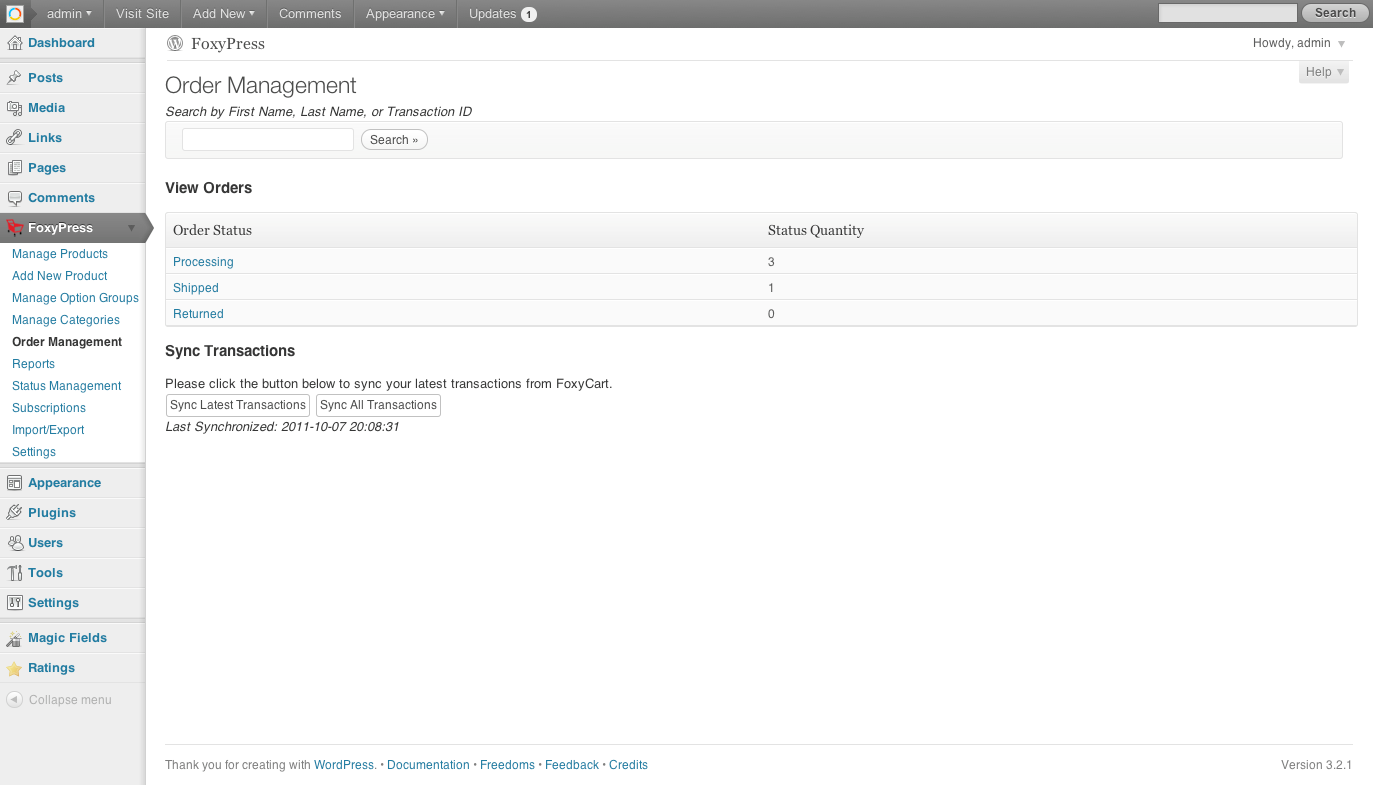 admin Visit Site Add New Comments Appearance Updates 1 Search
Dashboard
Posts
Media
Links
Pages
Comments
FoxyPress
Manage Products
Add New Product
Manage Option Groups
Manage Categories
Order Management
Reports
Status Management
Subscriptions
Import/Export
Settings
Appearance
Plugins
Users
Tools
Settings
Magic Fields
Ratings
Collapse menu
FoxyPress Howdy, admin
Help
Order Management
Search by First Name, Last Name, or Transaction ID
Search »
View Orders
Order Status Status Quantity
Processing 3
Shipped 1
Returned 0
Sync Transactions
Please click the button below to sync your latest transactions from FoxyCart.
Sync Latest Transactions Sync All Transactions
Last Synchronized: 2011-10-07 20:08:31
Thank you for creating with WordPress. • Documentation • Freedoms • Feedback • Credits Version 3.2.1